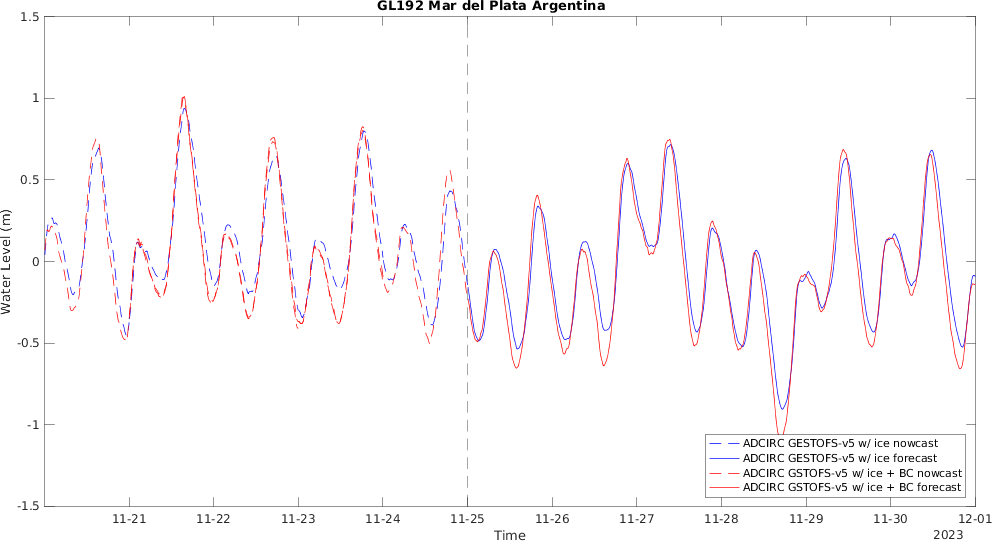 GL192 Mar del Plata Argentina
1.5
1
0.5
0
-0.5
-1
-1.5
Water Level (m)
ADCIRC GESTOFS-v5 w/ ice nowcast
ADCIRC GESTOFS-v5 w/ ice forecast
ADCIRC GSTOFS-v5 w/ ice + BC nowcast
ADCIRC GSTOFS-v5 w/ ice + BC forecast
11-21 11-22 11-23 11-24 11-25 11-26 11-27 11-28 11-29 11-30 12-01
Time
2023